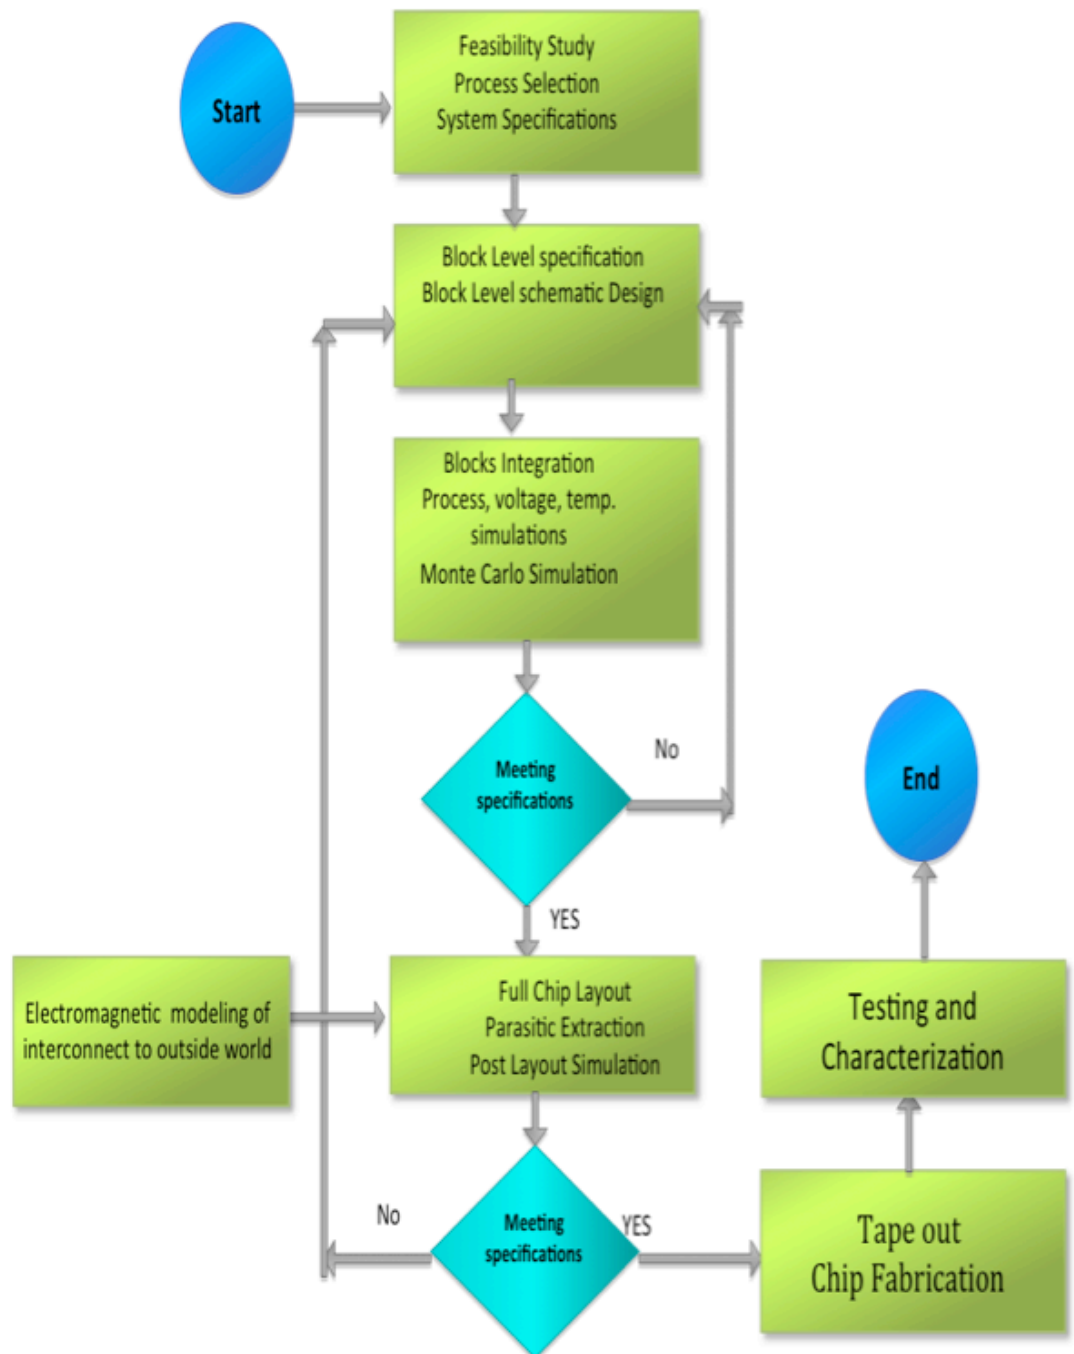 Start
Feasibility Study
Process Selection
System Specifications
Block Level specification
Block Level schematic Design
Blocks Integration
Process, voltage, temp.
simulations
Monte Carlo Simulation
Meeting
specifications
No
YES
Electromagnetic modeling of
interconnect to outside world
Full Chip Layout
Parasitic Extraction
Post Layout Simulation
Meeting
specifications
No
YES
Tape out
Chip Fabrication
Testing and
Characterization
End